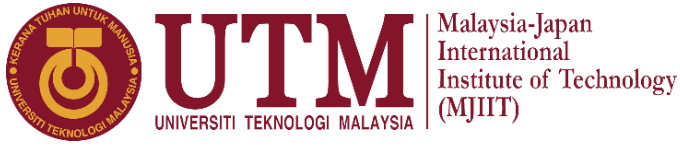 • KERANA TUHAN UNTUK MANUSIA •
UNIVERSITI TEKNOLOGI MALAYSIA
UTM
UNIVERSITI TEKNOLOGI MALAYSIA
Malaysia-Japan
International
Institute of Technology
(MJIIT)